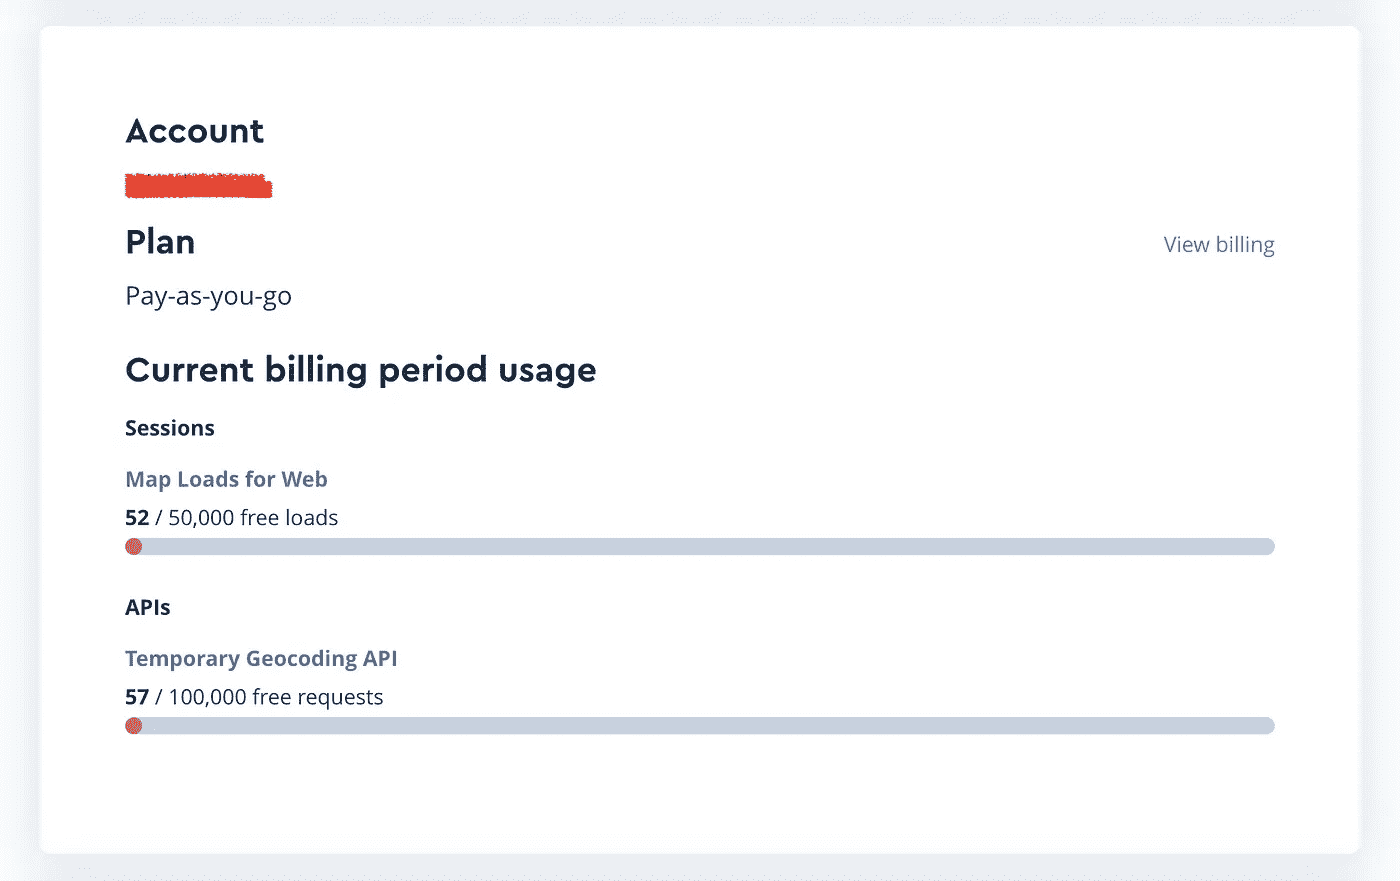 Account
Plan
View billing
Pay-as-you-go
Current billing period usage
Sessions
Map Loads for Web
52 / 50,000 free loads
APIs
Temporary Geocoding API
57 / 100,000 free requests